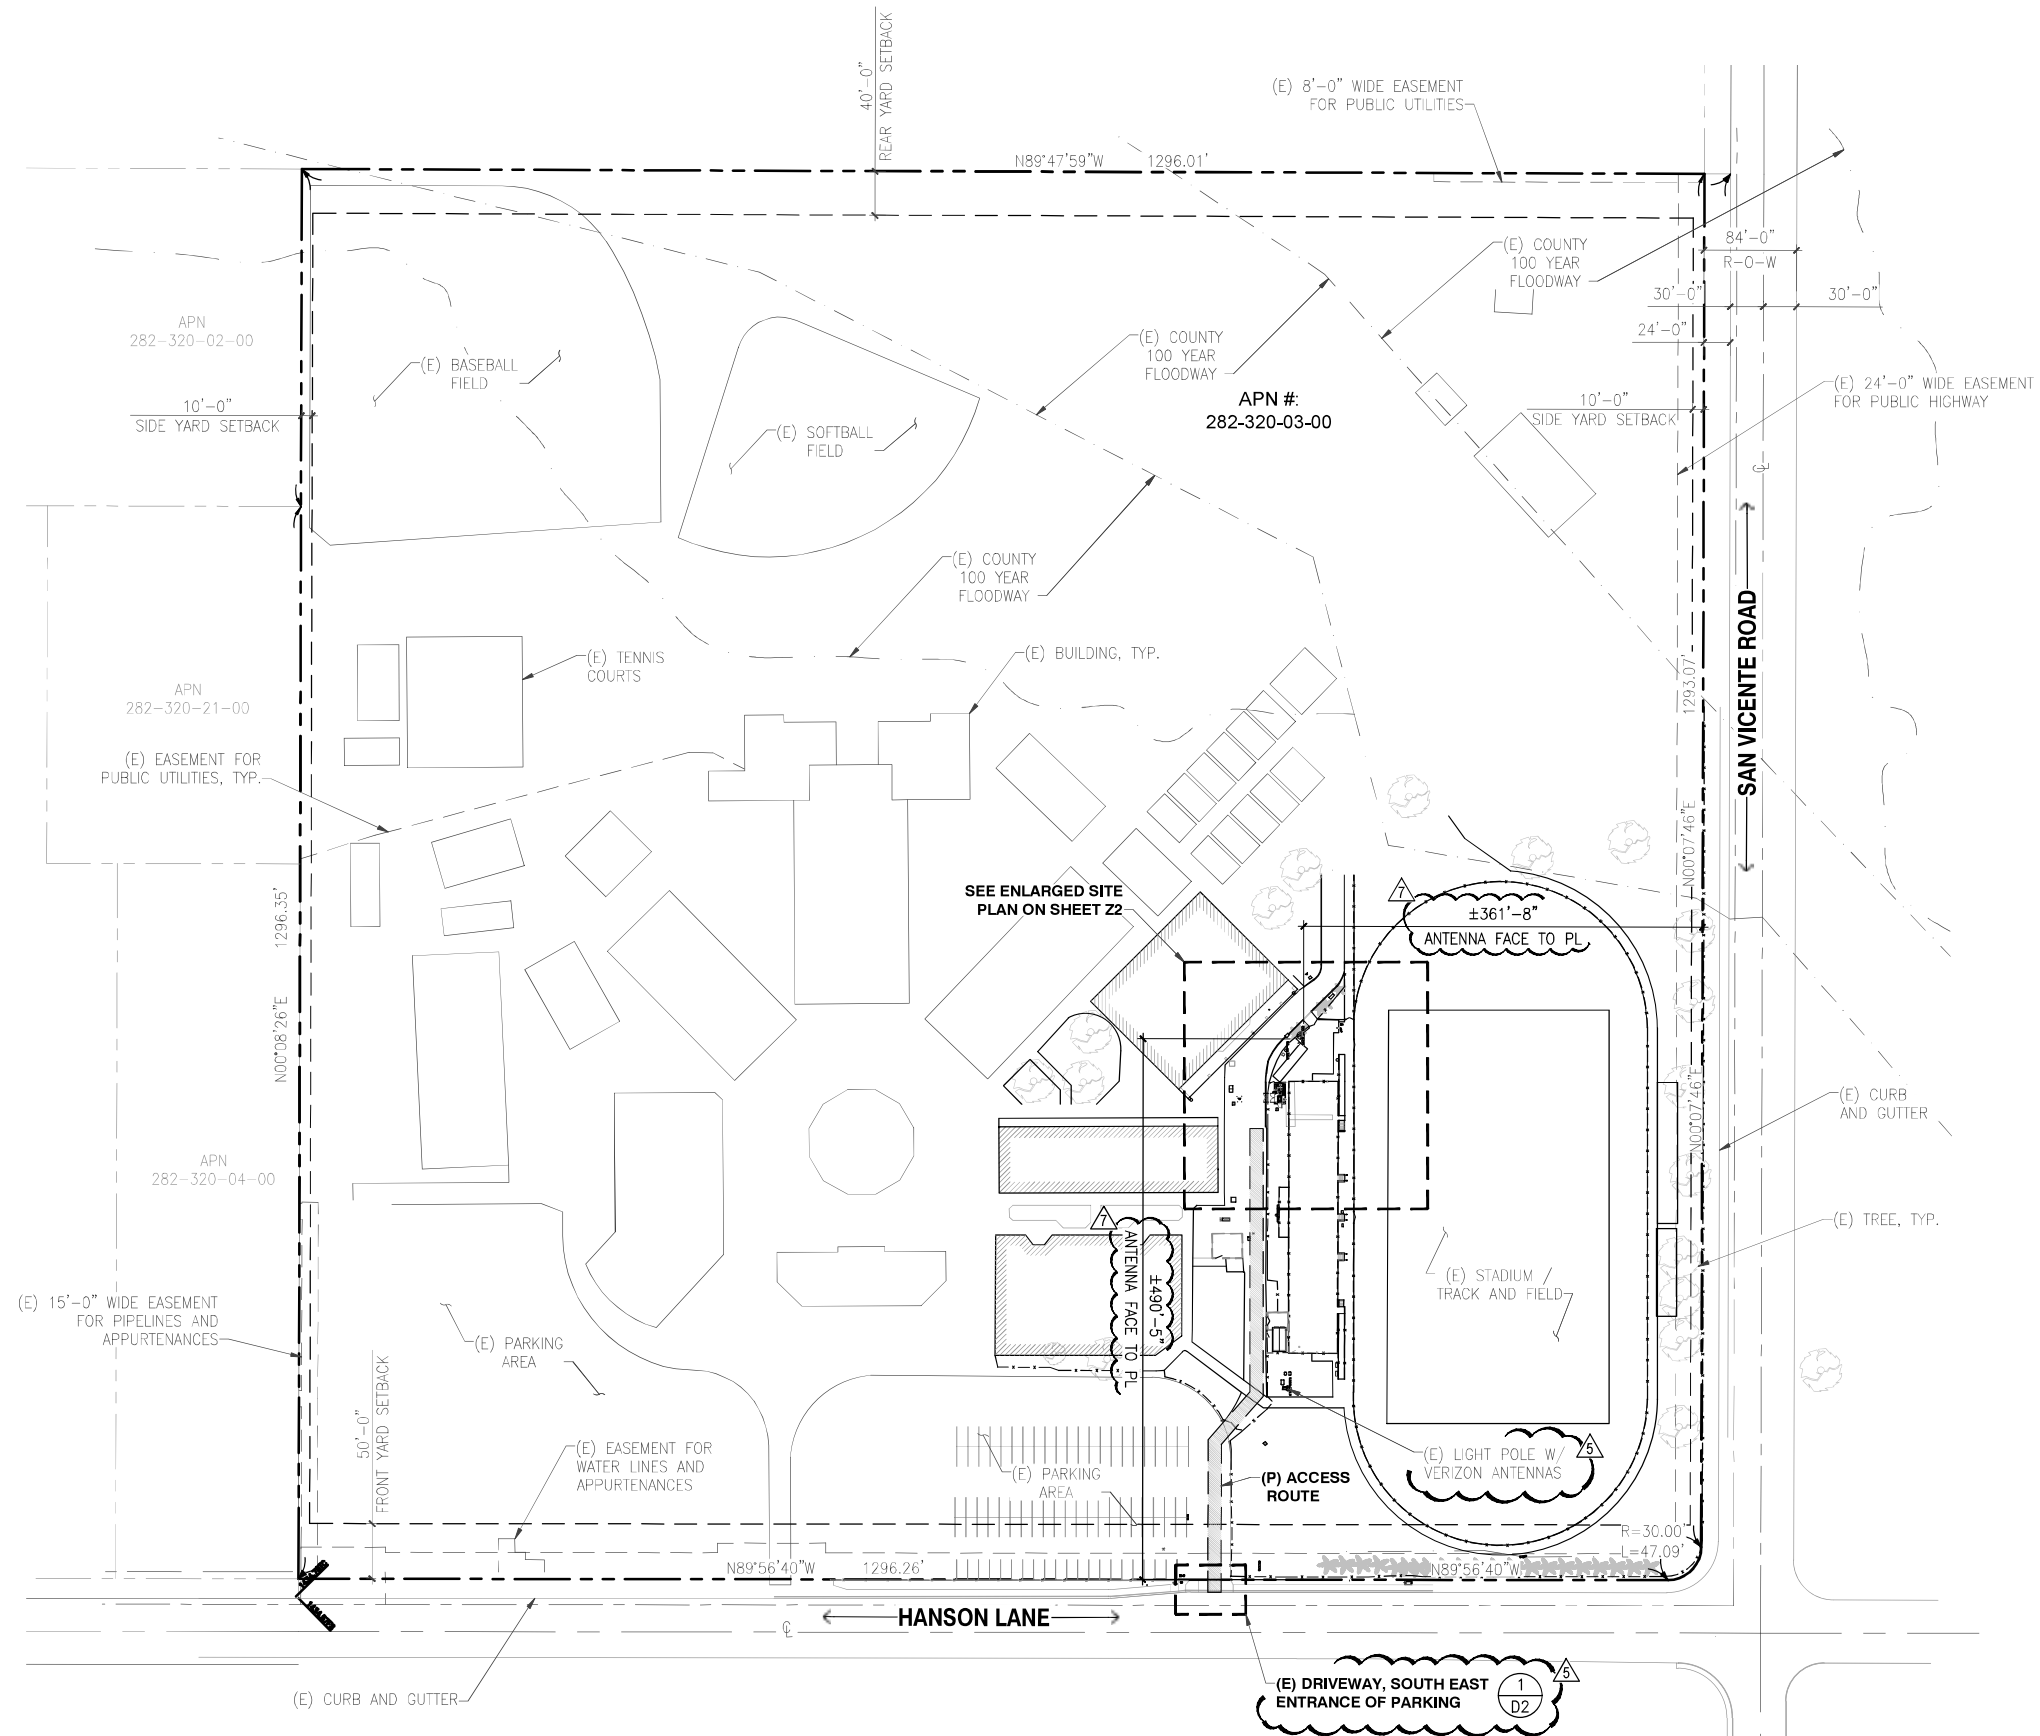 40'-0"
REAR YARD SETBACK
(E) 8'-0" WIDE EASEMENT
FOR PUBLIC UTILITIES
N89°47'59"W 1296.01'
84'-0"
R-O-W
(E) COUNTY
100 YEAR
FLOODWAY
30'-0"
30'-0"
24'-0"
APN
282-320-02-00
(E) COUNTY
100 YEAR
FLOODWAY
(E) BASEBALL
FIELD
(E) 24'-0" WIDE EASEMENT
FOR PUBLIC HIGHWAY
APN #:
282-320-03-00
10'-0"
SIDE YARD SETBACK
10'-0"
SIDE YARD SETBACK
(E) SOFTBALL
FIELD
(E) COUNTY
100 YEAR
FLOODWAY
SAN VICENTE ROAD
(E) TENNIS
COURTS
(E) BUILDING, TYP.
1293.07'
APN
282-320-21-00
(E) EASEMENT FOR
PUBLIC UTILITIES, TYP.
N00°07'46"E
SEE ENLARGED SITE
PLAN ON SHEET Z2
7
±361'-8"
ANTENNA FACE TO PL
1296.35'
N00°08'26"E
N00°07'46"E
(E) CURB
AND GUTTER
APN
282-320-04-00
(E) TREE, TYP.
7
±490'-5"
ANTENNA FACE TO PL
(E) STADIUM /
TRACK AND FIELD
(E) 15'-0" WIDE EASEMENT
FOR PIPELINES AND
APPURTENANCES
(E) PARKING
AREA
50'-0"
FRONT YARD SETBACK
(E) EASEMENT FOR
WATER LINES AND
APPURTENANCES
(E) PARKING
AREA
(P) ACCESS
ROUTE
(E) LIGHT POLE W/
VERIZON ANTENNAS
5
R=30.00'
L=47.09'
N89°56'40"W 1296.26'
N89°56'40"W
HANSON LANE
(E) CURB AND GUTTER
(E) DRIVEWAY, SOUTH EAST
ENTRANCE OF PARKING
1
D2
5